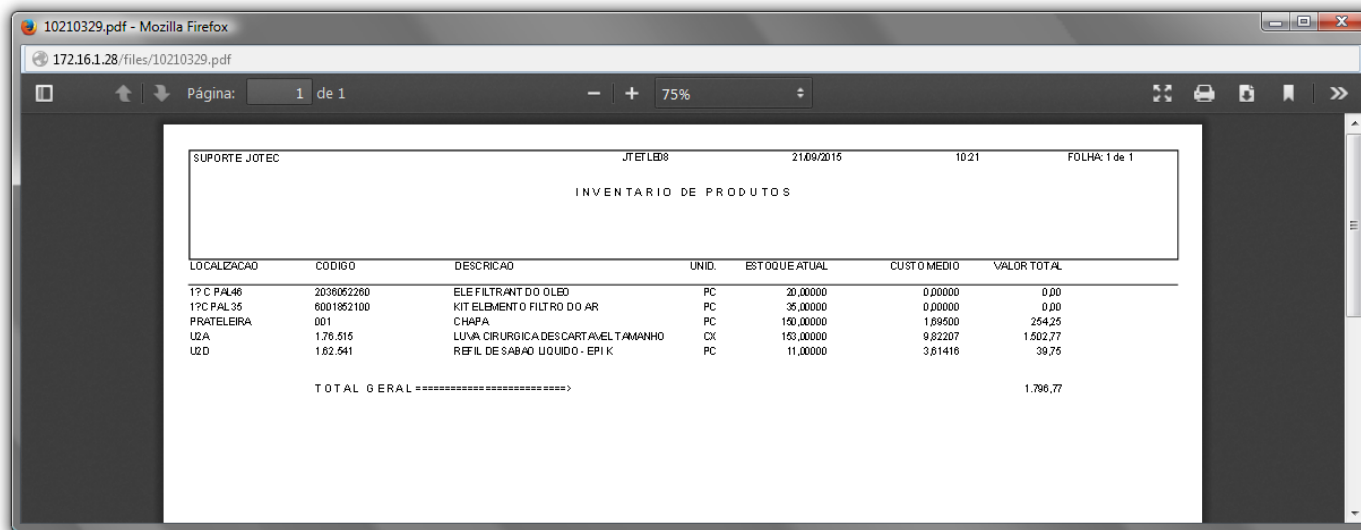 10210329.pdf - Mozilla Firefox
172.16.1.28/files/10210329.pdf
Página: 1 de 1 75%
SUPORTE JOTEC JTETLE08 21/09/2015 10:21 FOLHA: 1 de 1
INVENTARIO DE PRODUTOS
LOCALIZACAO CODIGO DESCRICAO UNID. ESTOQUE ATUAL CUSTO MEDIO VALOR TOTAL
1? C PAL46 2036052260 ELE FILTRANT DO OLEO PC 20,00000 0,00000 0,00
1?C PAL 35 6001852100 KIT ELEMENTO FILTRO DO AR PC 35,00000 0,00000 0,00
PRATELEIRA 001 CHAPA PC 150,00000 1,69500 254,25
U2A 1.76.515 LUVA CIRURGICA DESCARTAVEL TAMANHO CX 153,00000 9,82207 1.502,77
U2D 1.62.541 REFIL DE SABAO LIQUIDO - EPI K PC 11,00000 3,61416 39,75
TOTAL GERAL ==========================> 1.796,77